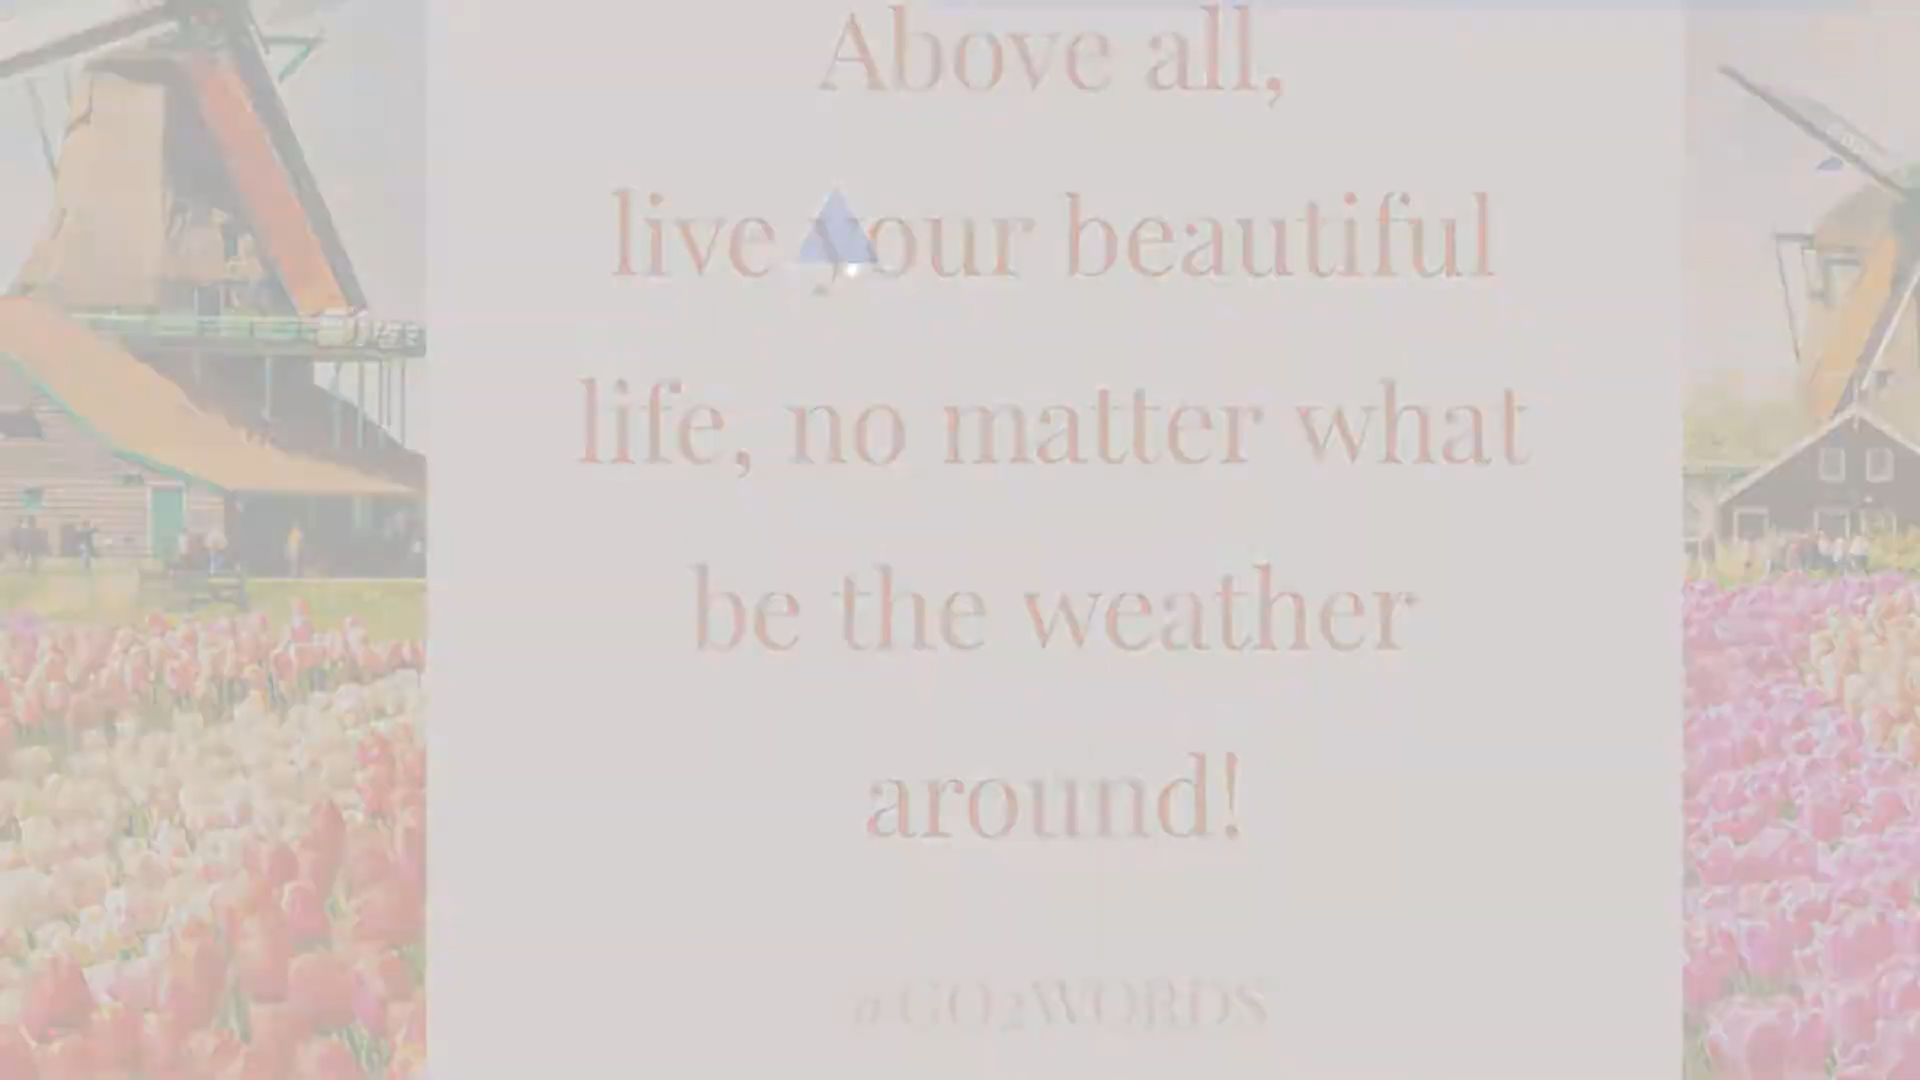 Above all,
live your beautiful
life, no matter what
be the weather
around!
#GO2WORDS